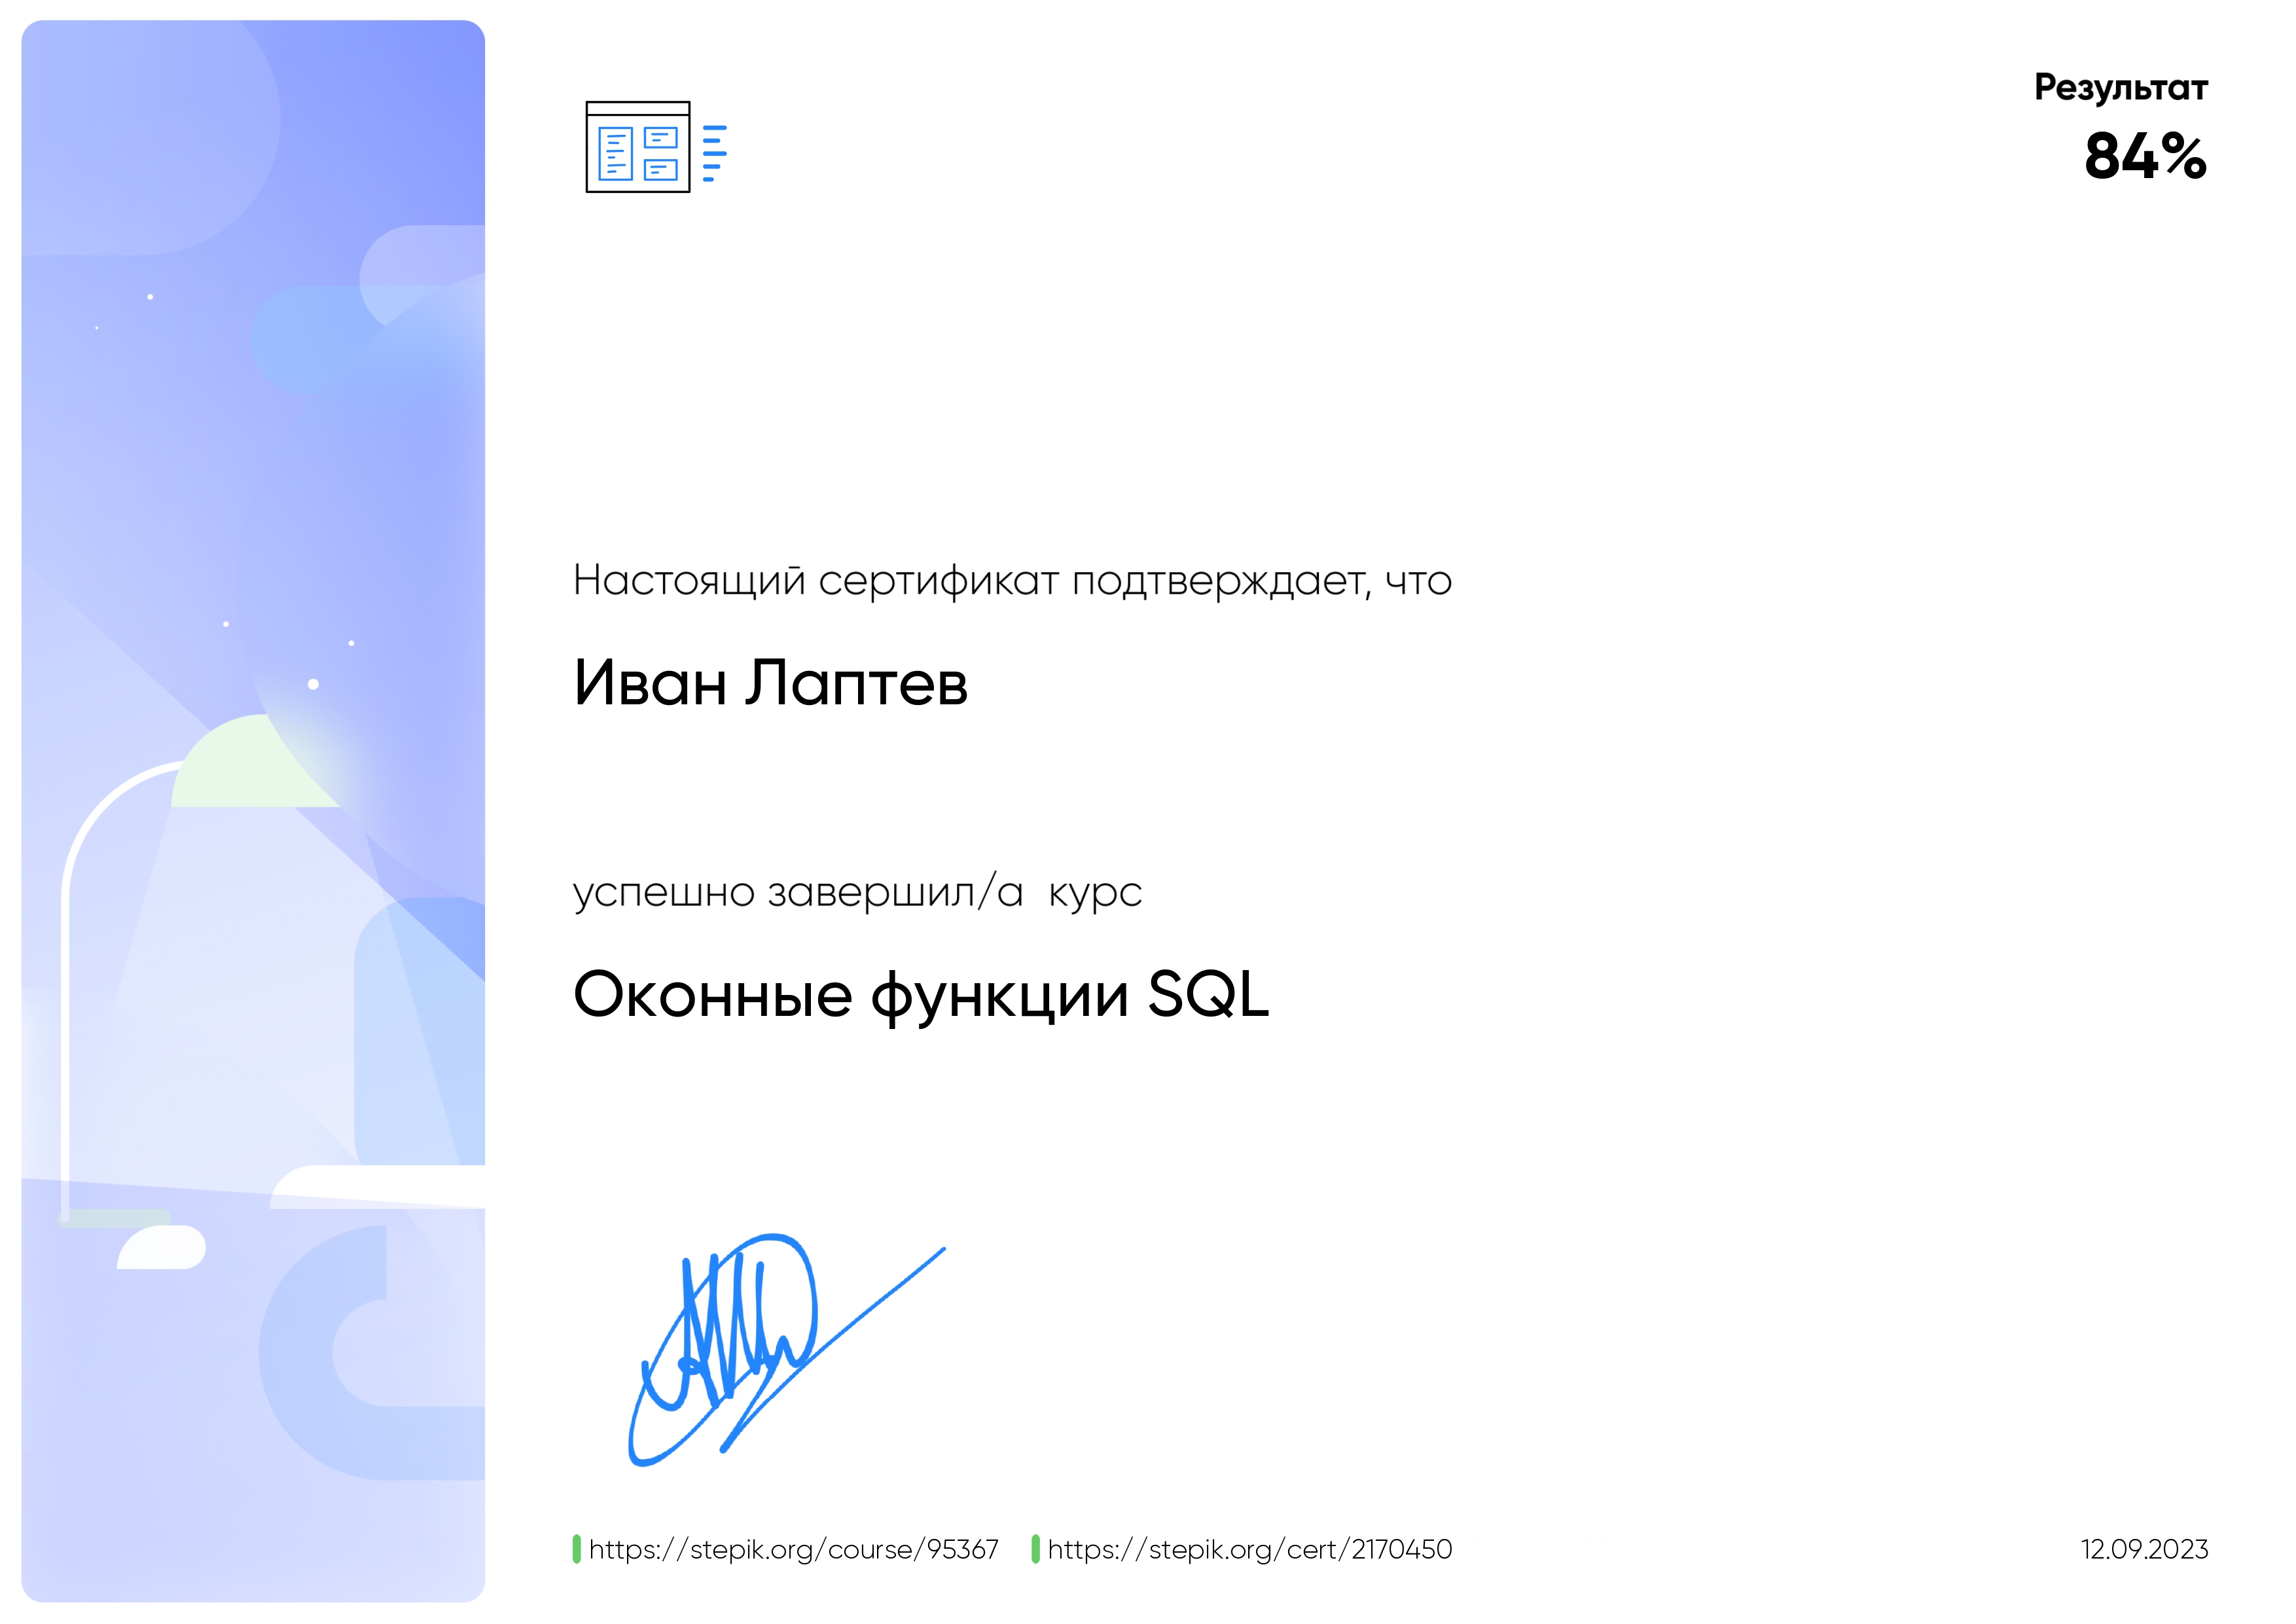 Результат
84%
Настоящий сертификат подтверждает, что
Иван Лаптев
успешно завершил/а курс
Оконные функции SQL
https://stepik.org/course/95367 https://stepik.org/cert/2170450
12.09.2023